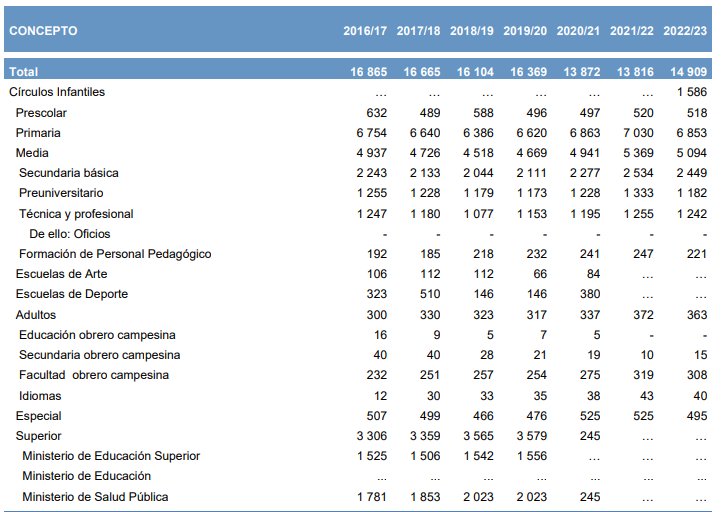 CONCEPTO 2016/17 2017/18 2018/19 2019/20 2020/21 2021/22 2022/23
Total 16 865 16 665 16 104 16 369 13 872 13 816 14 909
Círculos Infantiles … … … … … … 1 586
Prescolar 632 489 588 496 497 520 518
Primaria 6 754 6 640 6 386 6 620 6 863 7 030 6 853
Media 4 937 4 726 4 518 4 669 4 941 5 369 5 094
Secundaria básica 2 243 2 133 2 044 2 111 2 277 2 534 2 449
Preuniversitario 1 255 1 228 1 179 1 173 1 228 1 333 1 182
Técnica y profesional 1 247 1 180 1 077 1 153 1 195 1 255 1 242
De ello: Oficios - - - - - - -
Formación de Personal Pedagógico 192 185 218 232 241 247 221
Escuelas de Arte 106 112 112 66 84 … …
Escuelas de Deporte 323 510 146 146 380 … …
Adultos 300 330 323 317 337 372 363
Educación obrero campesina 16 9 5 7 5 - -
Secundaria obrero campesina 40 40 28 21 19 10 15
Facultad obrero campesina 232 251 257 254 275 319 308
Idiomas 12 30 33 35 38 43 40
Especial 507 499 466 476 525 525 495
Superior 3 306 3 359 3 565 3 579 245 … …
Ministerio de Educación Superior 1 525 1 506 1 542 1 556 … … …
Ministerio de Educación ... ... ... ... ... ... ...
Ministerio de Salud Pública 1 781 1 853 2 023 2 023 245 … …